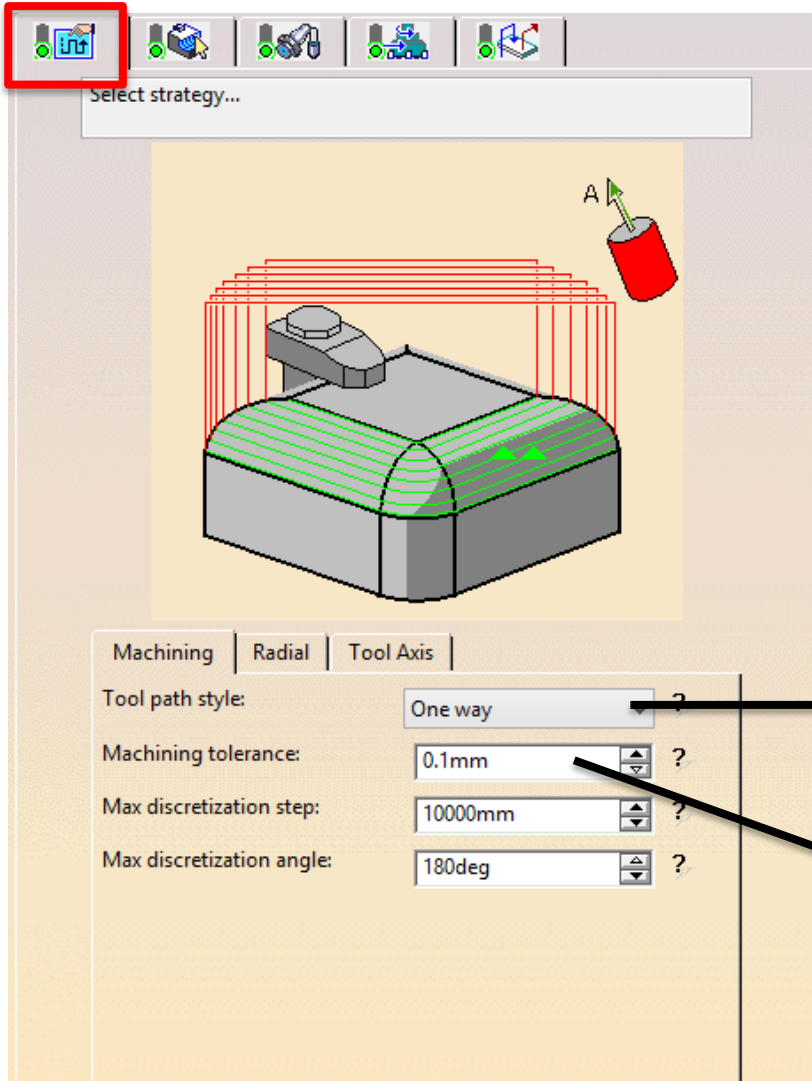 Select strategy...
A
Machining Radial Tool Axis
Tool path style: One way ?
Machining tolerance: 0.1mm ?
Max discretization step: 10000mm ?
Max discretization angle: 180deg ?